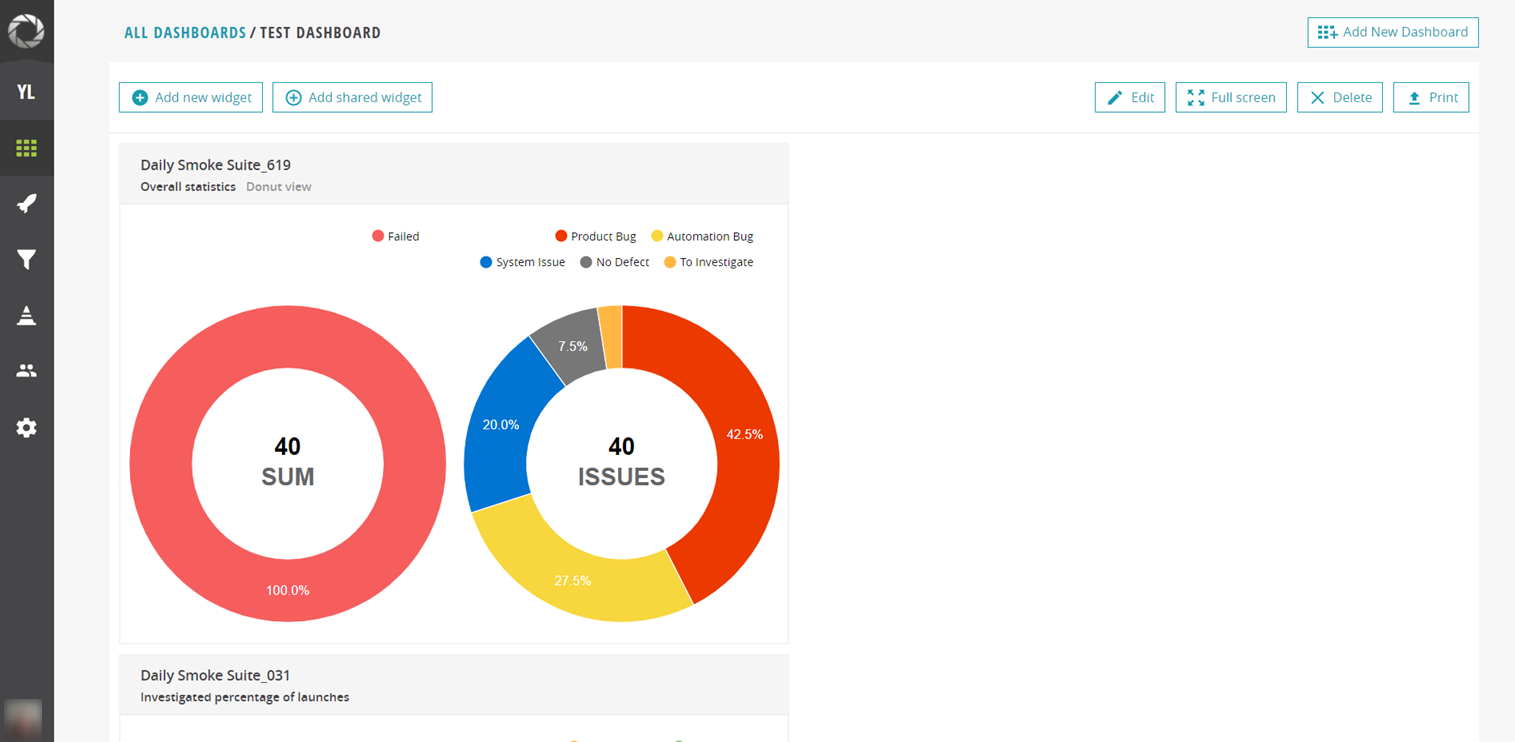 ALL DASHBOARDS / TEST DASHBOARD
Add New Dashboard
YL
Add new widget
Add shared widget
Edit
Full screen
Delete
Print
Daily Smoke Suite_619
Overall statistics Donut view
Failed
Product Bug Automation Bug
System Issue No Defect To Investigate
7.5%
20.0%
42.5%
40
SUM
40
ISSUES
27.5%
100.0%
Daily Smoke Suite_031
Investigated percentage of launches